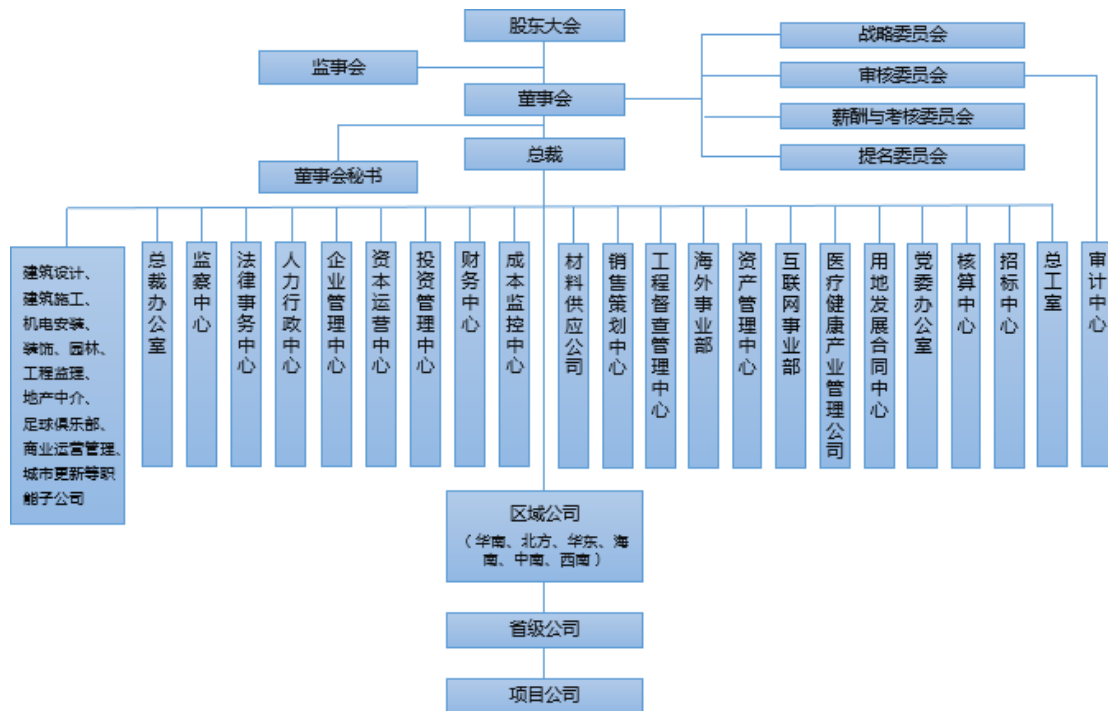 股东大会
战略委员会
监事会
审核委员会
董事会
薪酬与考核委员会
总裁
提名委员会
董事会秘书
建筑设计、
建筑施工、
机电安装、
装饰、园林、
工程监理、
地产中介、
足球俱乐部、
商业运营管理、
城市更新等职
能子公司
总裁办公室
监察中心
法律事务中心
人力行政中心
企业管理中心
资本运营中心
投资管理中心
财务中心
成本监控中心
材料供应公司
销售策划中心
工程督查管理中心
海外事业部
资产管理中心
互联网事业部
医疗健康产业管理公司
用地发展合同中心
党委办公室
核算中心
招标中心
总工室
审计中心
区域公司
（华南、北方、华东、海
南、中南、西南）
省级公司
项目公司